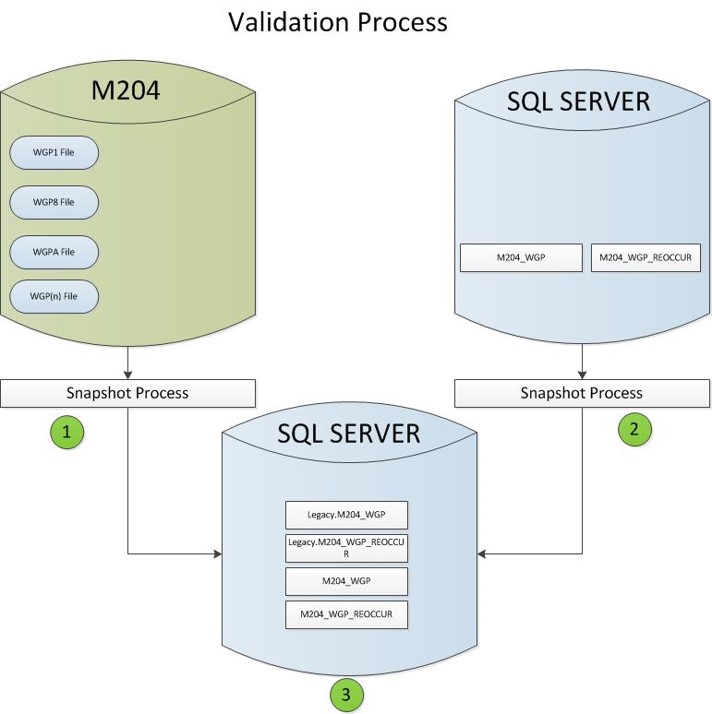 Validation Process
M204
WGP1 File
WGP8 File
WGPA File
WGP(n) File
Snapshot Process
1
SQL SERVER
M204_WGP
M204_WGP_REOCCUR
Snapshot Process
2
SQL SERVER
Legacy.M204_WGP
Legacy.M204_WGP_REOCCU
R
M204_WGP
M204_WGP_REOCCUR
3